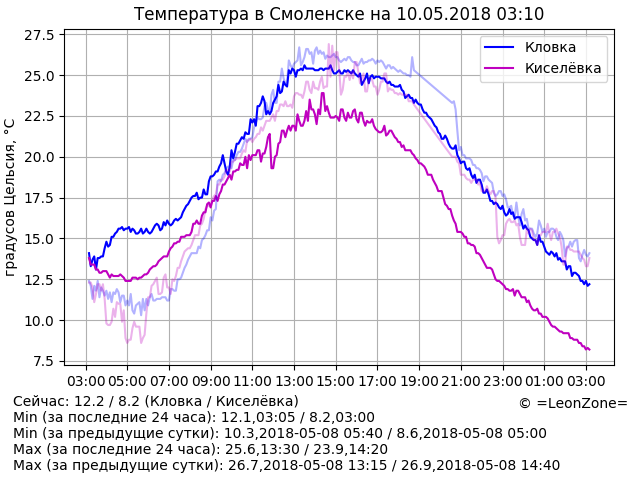 Температура в Смоленске на 10.05.2018 03:10
27.5
25.0
22.5
20.0
17.5
15.0
12.5
10.0
7.5
градусов Цельсия, °C
Кловка
Киселёвка
03:00 05:00 07:00 09:00 11:00 13:00 15:00 17:00 19:00 21:00 23:00 01:00 03:00
Сейчас: 12.2 / 8.2 (Кловка / Киселёвка)
© =LeonZone=
Min (за последние 24 часа): 12.1,03:05 / 8.2,03:00
Min (за предыдущие сутки): 10.3,2018-05-08 05:40 / 8.6,2018-05-08 05:00
Max (за последние 24 часа): 25.6,13:30 / 23.9,14:20
Max (за предыдущие сутки): 26.7,2018-05-08 13:15 / 26.9,2018-05-08 14:40